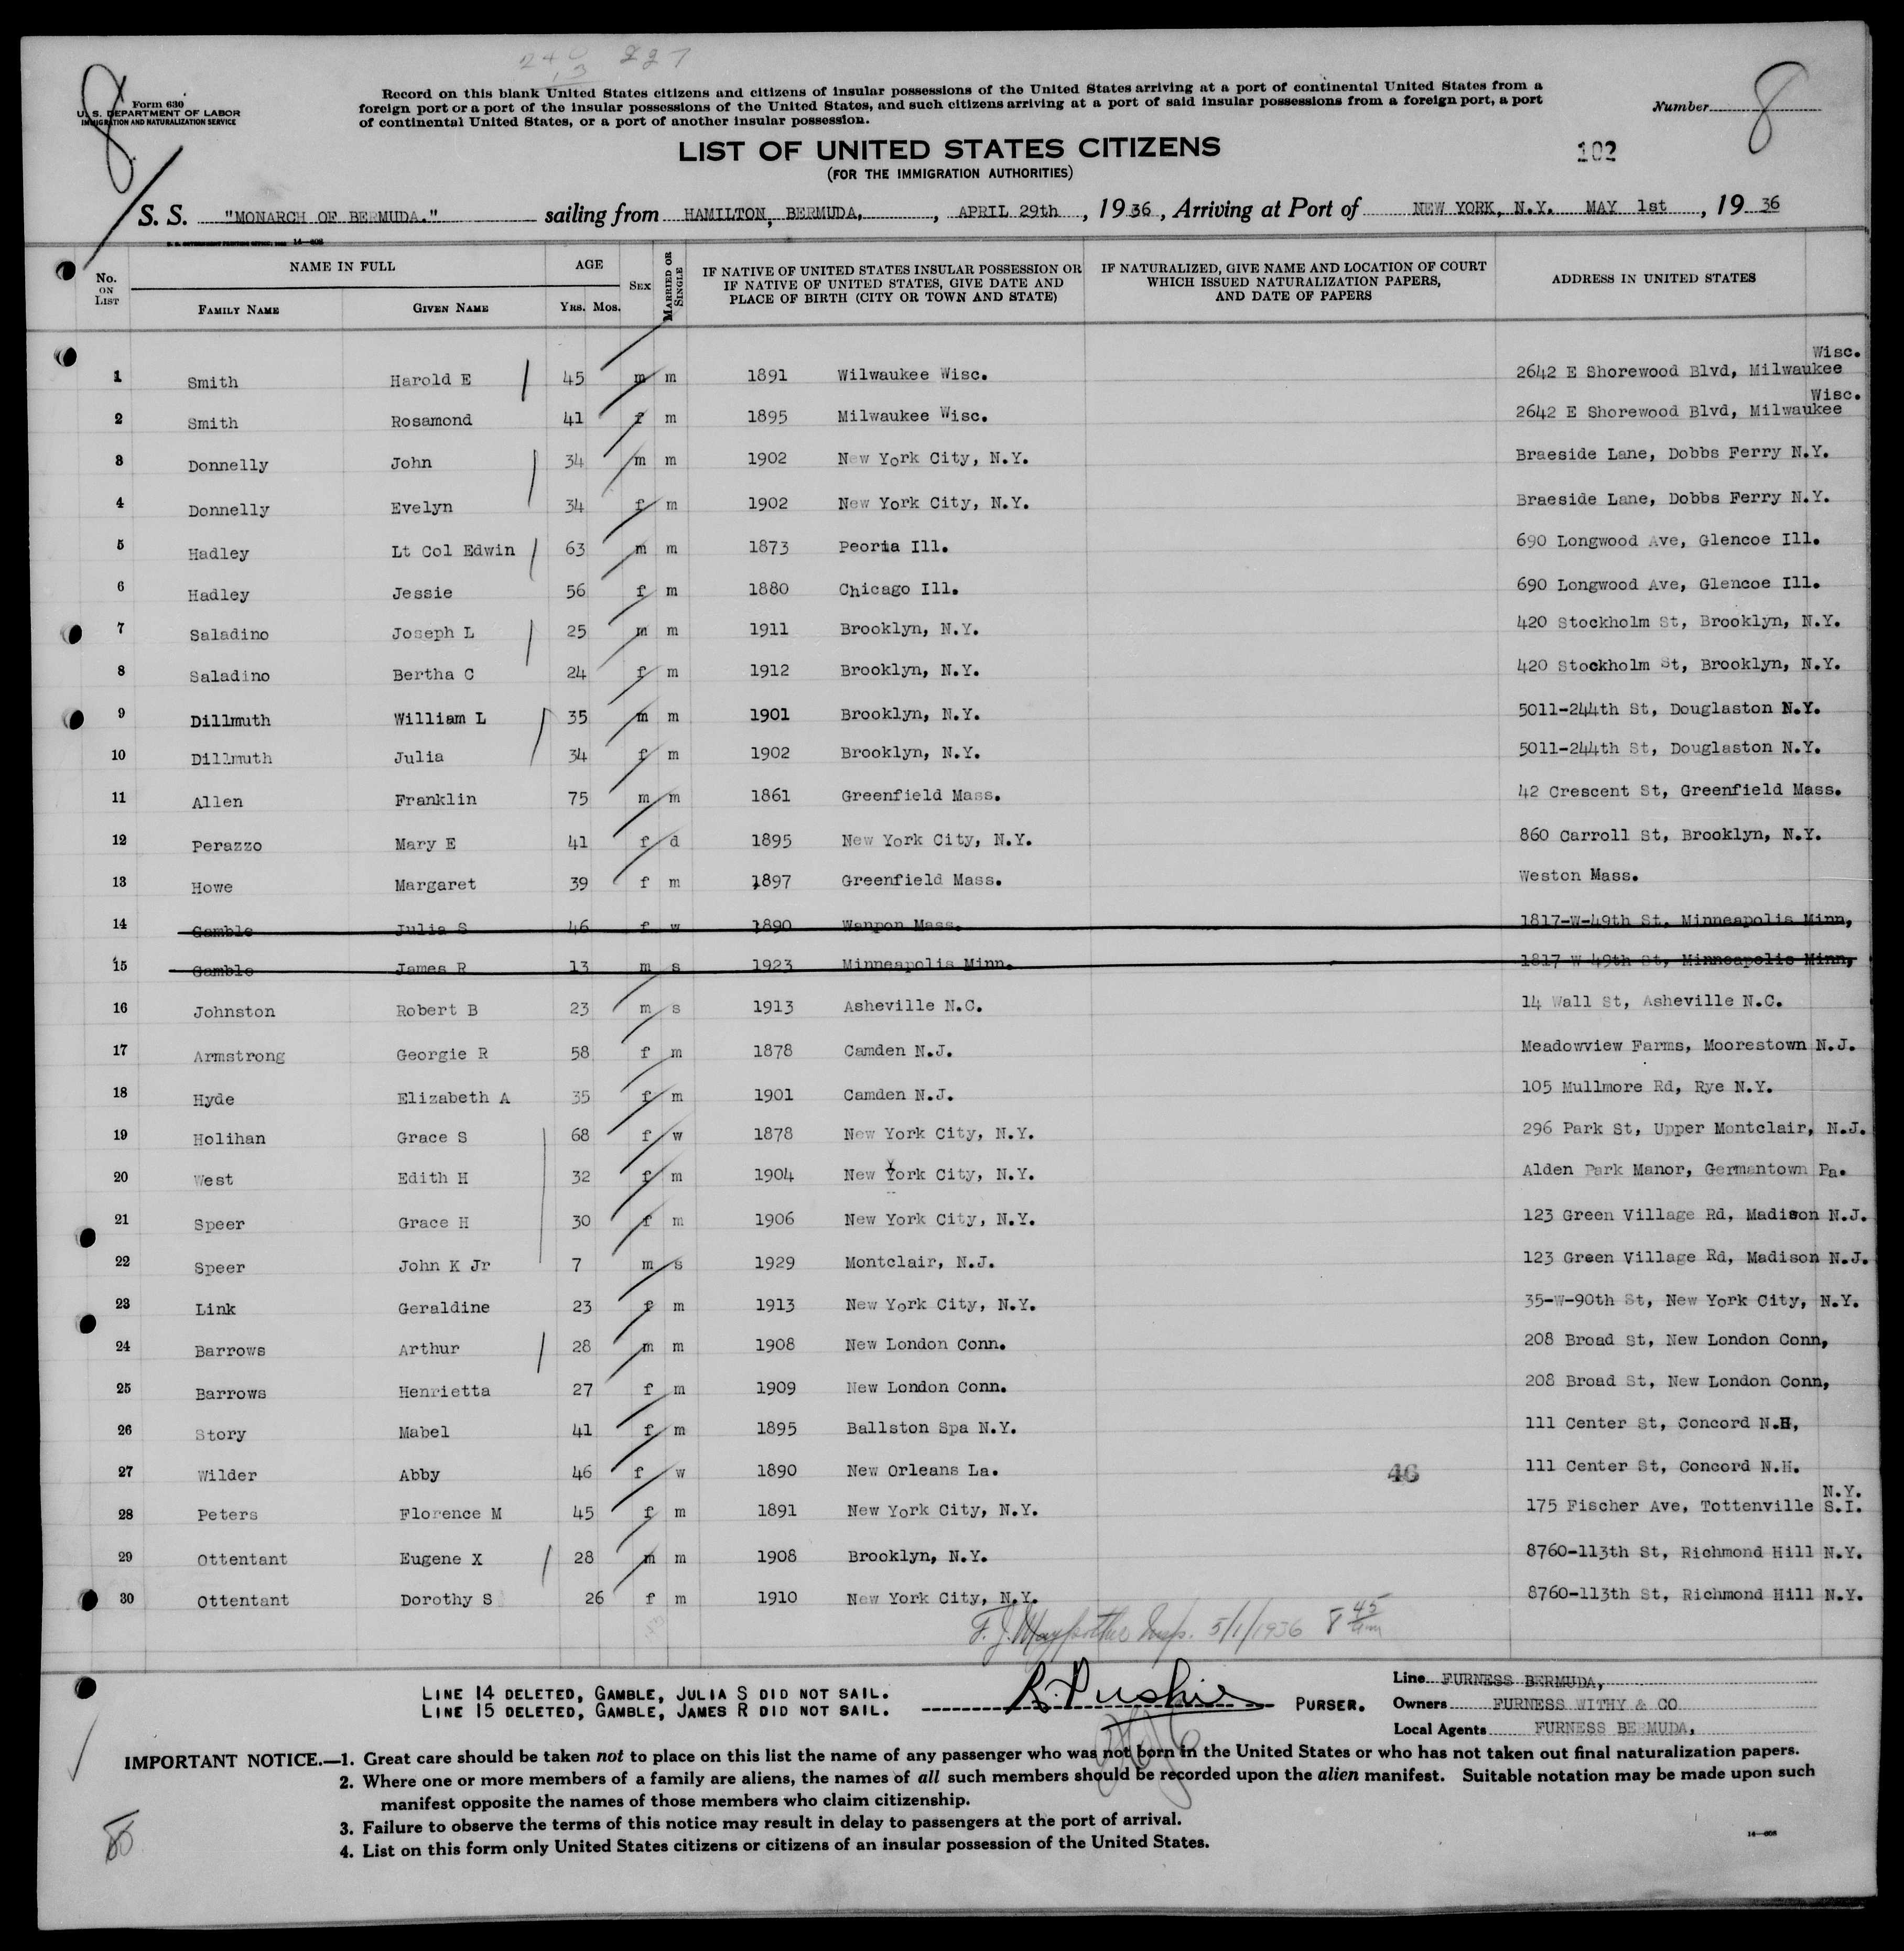 240 227
13
8
Form 630
U. S. DEPARTMENT OF LABOR
IMMIGRATION AND NATURALIZATION SERVICE
Record on this blank United States citizens and citizens of insular possessions of the United States arriving at a port of continental United States from a
foreign port or a port of the insular possessions of the United States, and such citizens arriving at a port of said insular possessions from a foreign port, a port
of continental United States, or a port of another insular possession.
Number 8
LIST OF UNITED STATES CITIZENS
(FOR THE IMMIGRATION AUTHORITIES)
102
S. S. "MONARCH OF BERMUDA." sailing from HAMILTON, BERMUDA, , APRIL 29th , 1936, Arriving at Port of NEW YORK, N.Y. MAY 1st , 19 36
No. ON LIST NAME IN FULL AGE SEX MARRIED OR SINGLE IF NATIVE OF UNITED STATES INSULAR POSSESSION OR IF NATIVE OF UNITED STATES, GIVE DATE AND PLACE OF BIRTH (CITY OR TOWN AND STATE) IF NATURALIZED, GIVE NAME AND LOCATION OF COURT WHICH ISSUED NATURALIZATION PAPERS, AND DATE OF PAPERS ADDRESS IN UNITED STATES
FAMILY NAME GIVEN NAME YRS. MOS.
1 Smith Harold E 45 m m 1891 Wilwaukee Wisc. 2642 E Shorewood Blvd, Milwaukee Wisc.
2 Smith Rosamond 41 f m 1895 Milwaukee Wisc. 2642 E Shorewood Blvd, Milwaukee Wisc.
3 Donnelly John 34 m m 1902 New York City, N.Y. Braeside Lane, Dobbs Ferry N.Y.
4 Donnelly Evelyn 34 f m 1902 New York City, N.Y. Braeside Lane, Dobbs Ferry N.Y.
5 Hadley Lt Col Edwin 63 m m 1873 Peoria Ill. 690 Longwood Ave, Glencoe Ill.
6 Hadley Jessie 56 f m 1880 Chicago Ill. 690 Longwood Ave, Glencoe Ill.
7 Saladino Joseph L 25 m m 1911 Brooklyn, N.Y. 420 Stockholm St, Brooklyn, N.Y.
8 Saladino Bertha C 24 f m 1912 Brooklyn, N.Y. 420 Stockholm St, Brooklyn, N.Y.
9 Dillmuth William L 35 m m 1901 Brooklyn, N.Y. 5011-244th St, Douglaston N.Y.
10 Dillmuth Julia 34 f m 1902 Brooklyn, N.Y. 5011-244th St, Douglaston N.Y.
11 Allen Franklin 75 m m 1861 Greenfield Mass. 42 Crescent St, Greenfield Mass.
12 Perazzo Mary E 41 f d 1895 New York City, N.Y. 860 Carroll St, Brooklyn, N.Y.
13 Howe Margaret 39 f m 1897 Greenfield Mass. Weston Mass.
14 Gamble Julia S 46 f w 1890 Wanpon Mass. 1817-W-49th St, Minneapolis Minn,
15 Gamble James R 13 m s 1923 Minneapolis Minn. 1817 W 49th St, Minneapolis Minn,
16 Johnston Robert B 23 m s 1913 Asheville N.C. 14 Wall St, Asheville N.C.
17 Armstrong Georgie R 58 f m 1878 Camden N.J. Meadowview Farms, Moorestown N.J.
18 Hyde Elizabeth A 35 f m 1901 Camden N.J. 105 Mullmore Rd, Rye N.Y.
19 Holihan Grace S 68 f w 1878 New York City, N.Y. 296 Park St, Upper Montclair, N.J.
20 West Edith H 32 f m 1904 New York City, N.Y. Alden Park Manor, Germantown Pa.
21 Speer Grace H 30 f m 1906 New York City, N.Y. 123 Green Village Rd, Madison N.J.
22 Speer John K Jr 7 m s 1929 Montclair, N.J. 123 Green Village Rd, Madison N.J.
23 Link Geraldine 23 f m 1913 New York City, N.Y. 35-W-90th St, New York City, N.Y.
24 Barrows Arthur 28 m m 1908 New London Conn. 208 Broad St, New London Conn,
25 Barrows Henrietta 27 f m 1909 New London Conn. 208 Broad St, New London Conn,
26 Story Mabel 41 f m 1895 Ballston Spa N.Y. 111 Center St, Concord N.H,
27 Wilder Abby 46 f w 1890 New Orleans La. 46 111 Center St, Concord N.H.
28 Peters Florence M 45 f m 1891 New York City, N.Y. 175 Fischer Ave, Tottenville S.I. N.Y.
29 Ottentant Eugene X 28 m m 1908 Brooklyn, N.Y. 8760-113th St, Richmond Hill N.Y.
30 Ottentant Dorothy S 26 f m 1910 New York City, N.Y. 8760-113th St, Richmond Hill N.Y.
F. J. Insp. 5/1/1936 8 45
LINE 14 DELETED, GAMBLE, JULIA S DID NOT SAIL.
LINE 15 DELETED, GAMBLE, JAMES R DID NOT SAIL.
PURSER.
Line FURNESS BERMUDA,
Owners FURNESS WITHY & CO
Local Agents FURNESS BERMUDA,
IMPORTANT NOTICE.—1. Great care should be taken not to place on this list the name of any passenger who was not born in the United States or who has not taken out final naturalization papers.
2. Where one or more members of a family are aliens, the names of all such members should be recorded upon the alien manifest. Suitable notation may be made upon such
manifest opposite the names of those members who claim citizenship.
3. Failure to observe the terms of this notice may result in delay to passengers at the port of arrival.
4. List on this form only United States citizens or citizens of an insular possession of the United States.
14—608